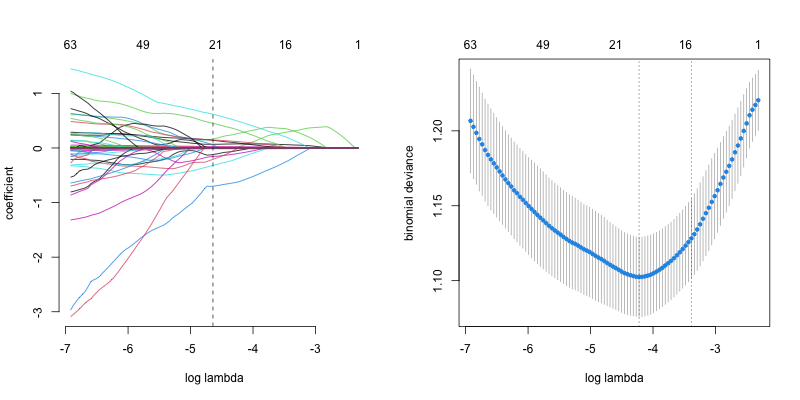 63 49 21 16 1
coefficient
1
0
-1
-2
-3
-7 -6 -5 -4 -3
log lambda
63 49 21 16 1
binomial deviance
1.20
1.15
1.10
-7 -6 -5 -4 -3
log lambda